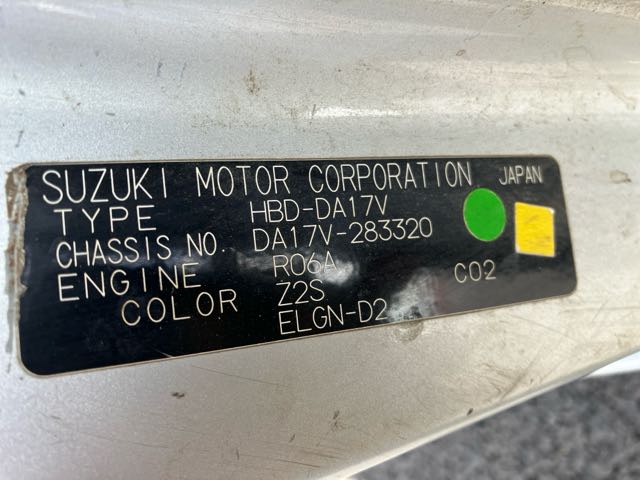 SUZUKI MOTOR CORPORATION JAPAN
TYPE HBD-DA17V
CHASSIS NO. DA17V-283320
ENGINE R06A
COLOR Z2S C02
ELGN-D2